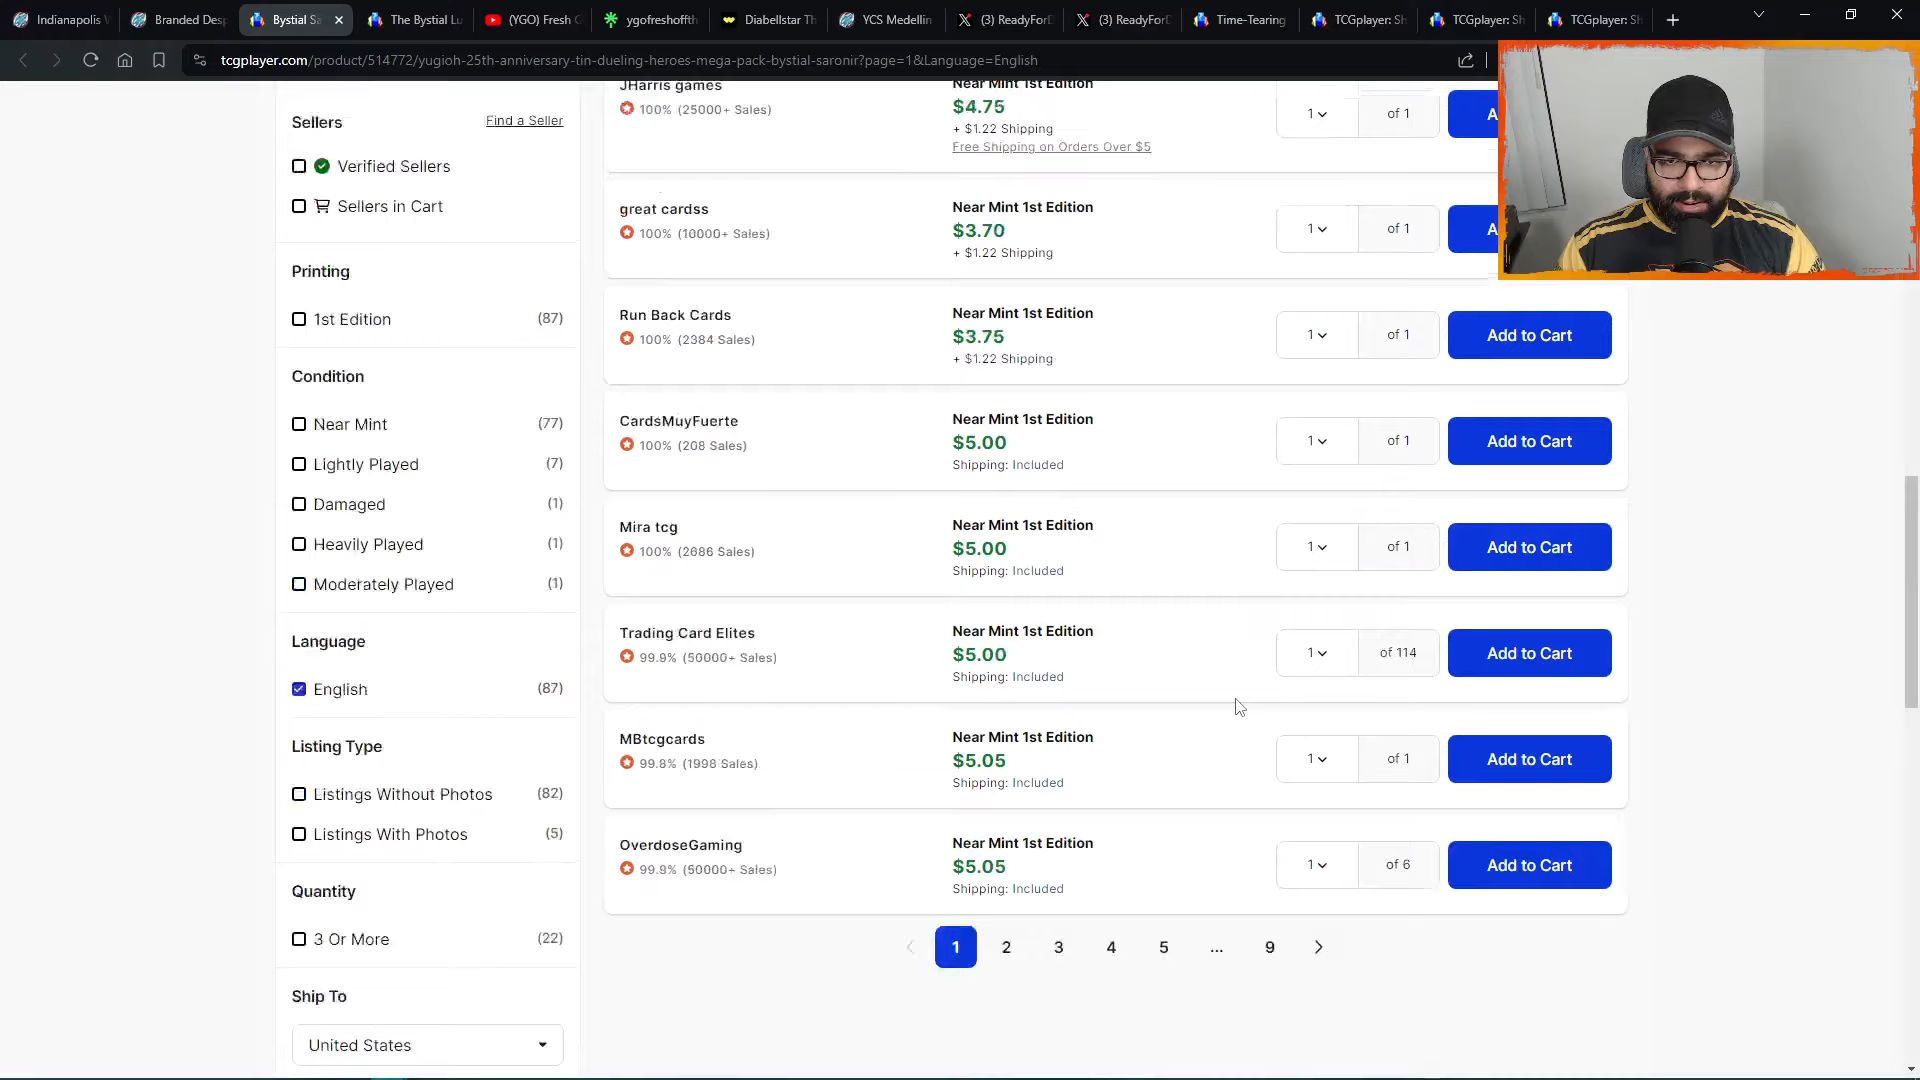 Indianapolis
Branded Desp
Bystial Sa
The Bystial Lu
(YGO) Fresh C
ygofreshoffth
Diabellstar Th
YCS Medellin
(3) ReadyForD
(3) ReadyForD
Time-Tearing
TCGplayer: Sh
TCGplayer: Sh
TCGplayer: Sh
tcgplayer.com/product/514772/yugioh-25th-anniversary-tin-dueling-heroes-mega-pack-bystial-saronir?page=1&Language=English
Sellers
Find a Seller
Verified Sellers
Sellers in Cart
Printing
1st Edition (87)
Condition
Near Mint (77)
Lightly Played (7)
Damaged (1)
Heavily Played (1)
Moderately Played (1)
Language
English (87)
Listing Type
Listings Without Photos (82)
Listings With Photos (5)
Quantity
3 Or More (22)
Ship To
United States
JHarris games
100% (25000+ Sales)
Near Mint 1st Edition
$4.75
+ $1.22 Shipping
Free Shipping on Orders Over $5
1 of 1
A
great cardss
100% (10000+ Sales)
Near Mint 1st Edition
$3.70
+ $1.22 Shipping
1 of 1
A
Run Back Cards
100% (2384 Sales)
Near Mint 1st Edition
$3.75
+ $1.22 Shipping
1 of 1
Add to Cart
CardsMuyFuerte
100% (208 Sales)
Near Mint 1st Edition
$5.00
Shipping: Included
1 of 1
Add to Cart
Mira tcg
100% (2686 Sales)
Near Mint 1st Edition
$5.00
Shipping: Included
1 of 1
Add to Cart
Trading Card Elites
99.9% (50000+ Sales)
Near Mint 1st Edition
$5.00
Shipping: Included
1 of 114
Add to Cart
MBtcgcards
99.8% (1998 Sales)
Near Mint 1st Edition
$5.05
Shipping: Included
1 of 1
Add to Cart
OverdoseGaming
99.9% (50000+ Sales)
Near Mint 1st Edition
$5.05
Shipping: Included
1 of 6
Add to Cart
1 2 3 4 5 ... 9